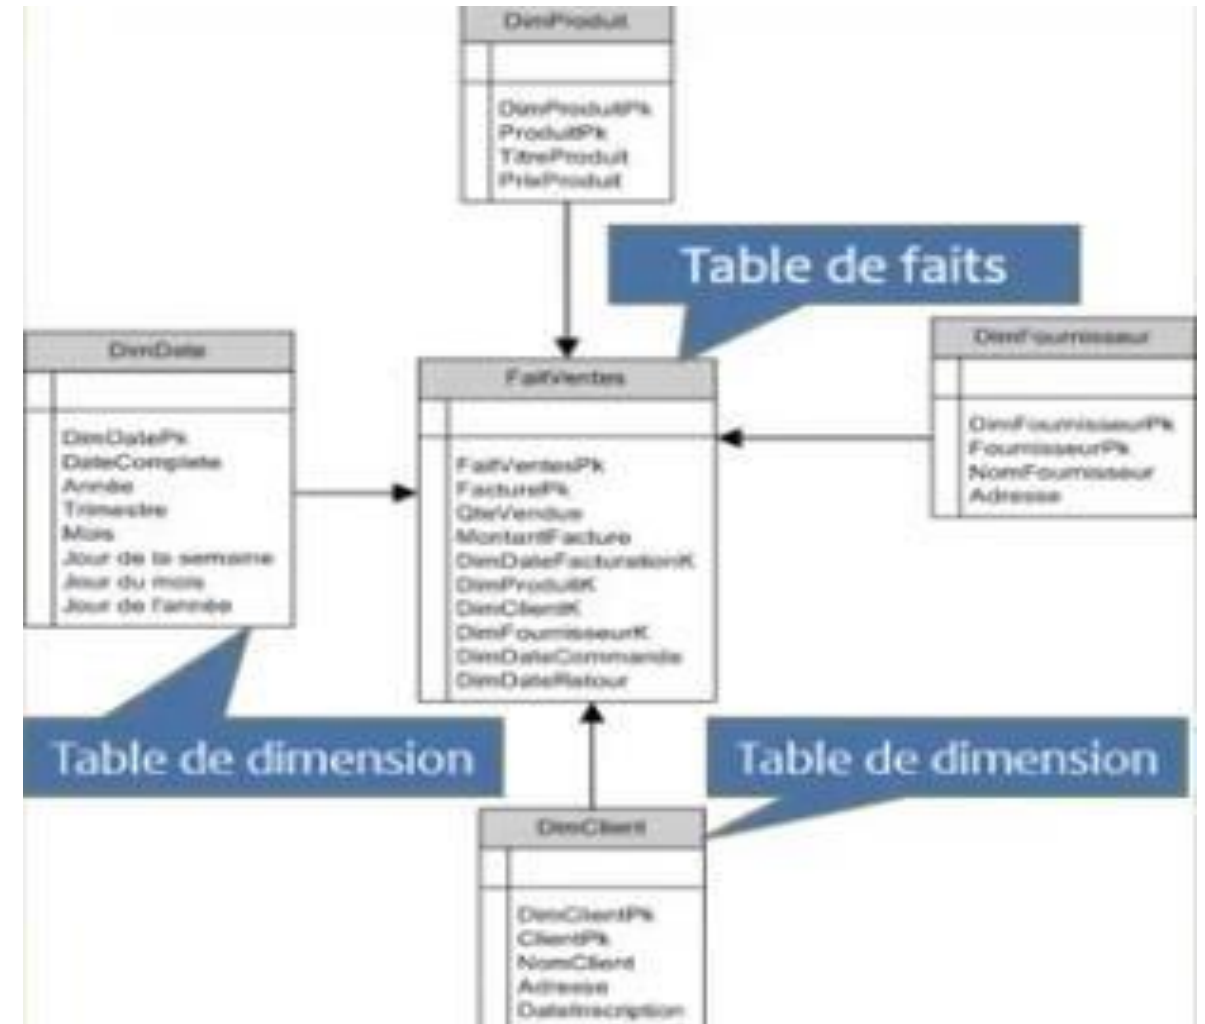 DimProduit
DimProduitPk
ProduitPk
TitreProduit
PrixProduit
Table de faits
DimDate
DimDatePk
DateComplete
Année
Trimestre
Mois
Jour de la semaine
Jour du mois
Jour de l'année
FaitVentes
FaitVentesPk
FacturePk
QteVendue
MontantFacture
DimDateFacturationK
DimProduitK
DimClientK
DimFournisseurK
DimDateCommande
DimDateRetour
DimFournisseur
DimFournisseurPk
FournisseurPk
NomFournisseur
Adresse
Table de dimension
Table de dimension
DimClient
DimClientPk
ClientPk
NomClient
Adresse
DateInscription